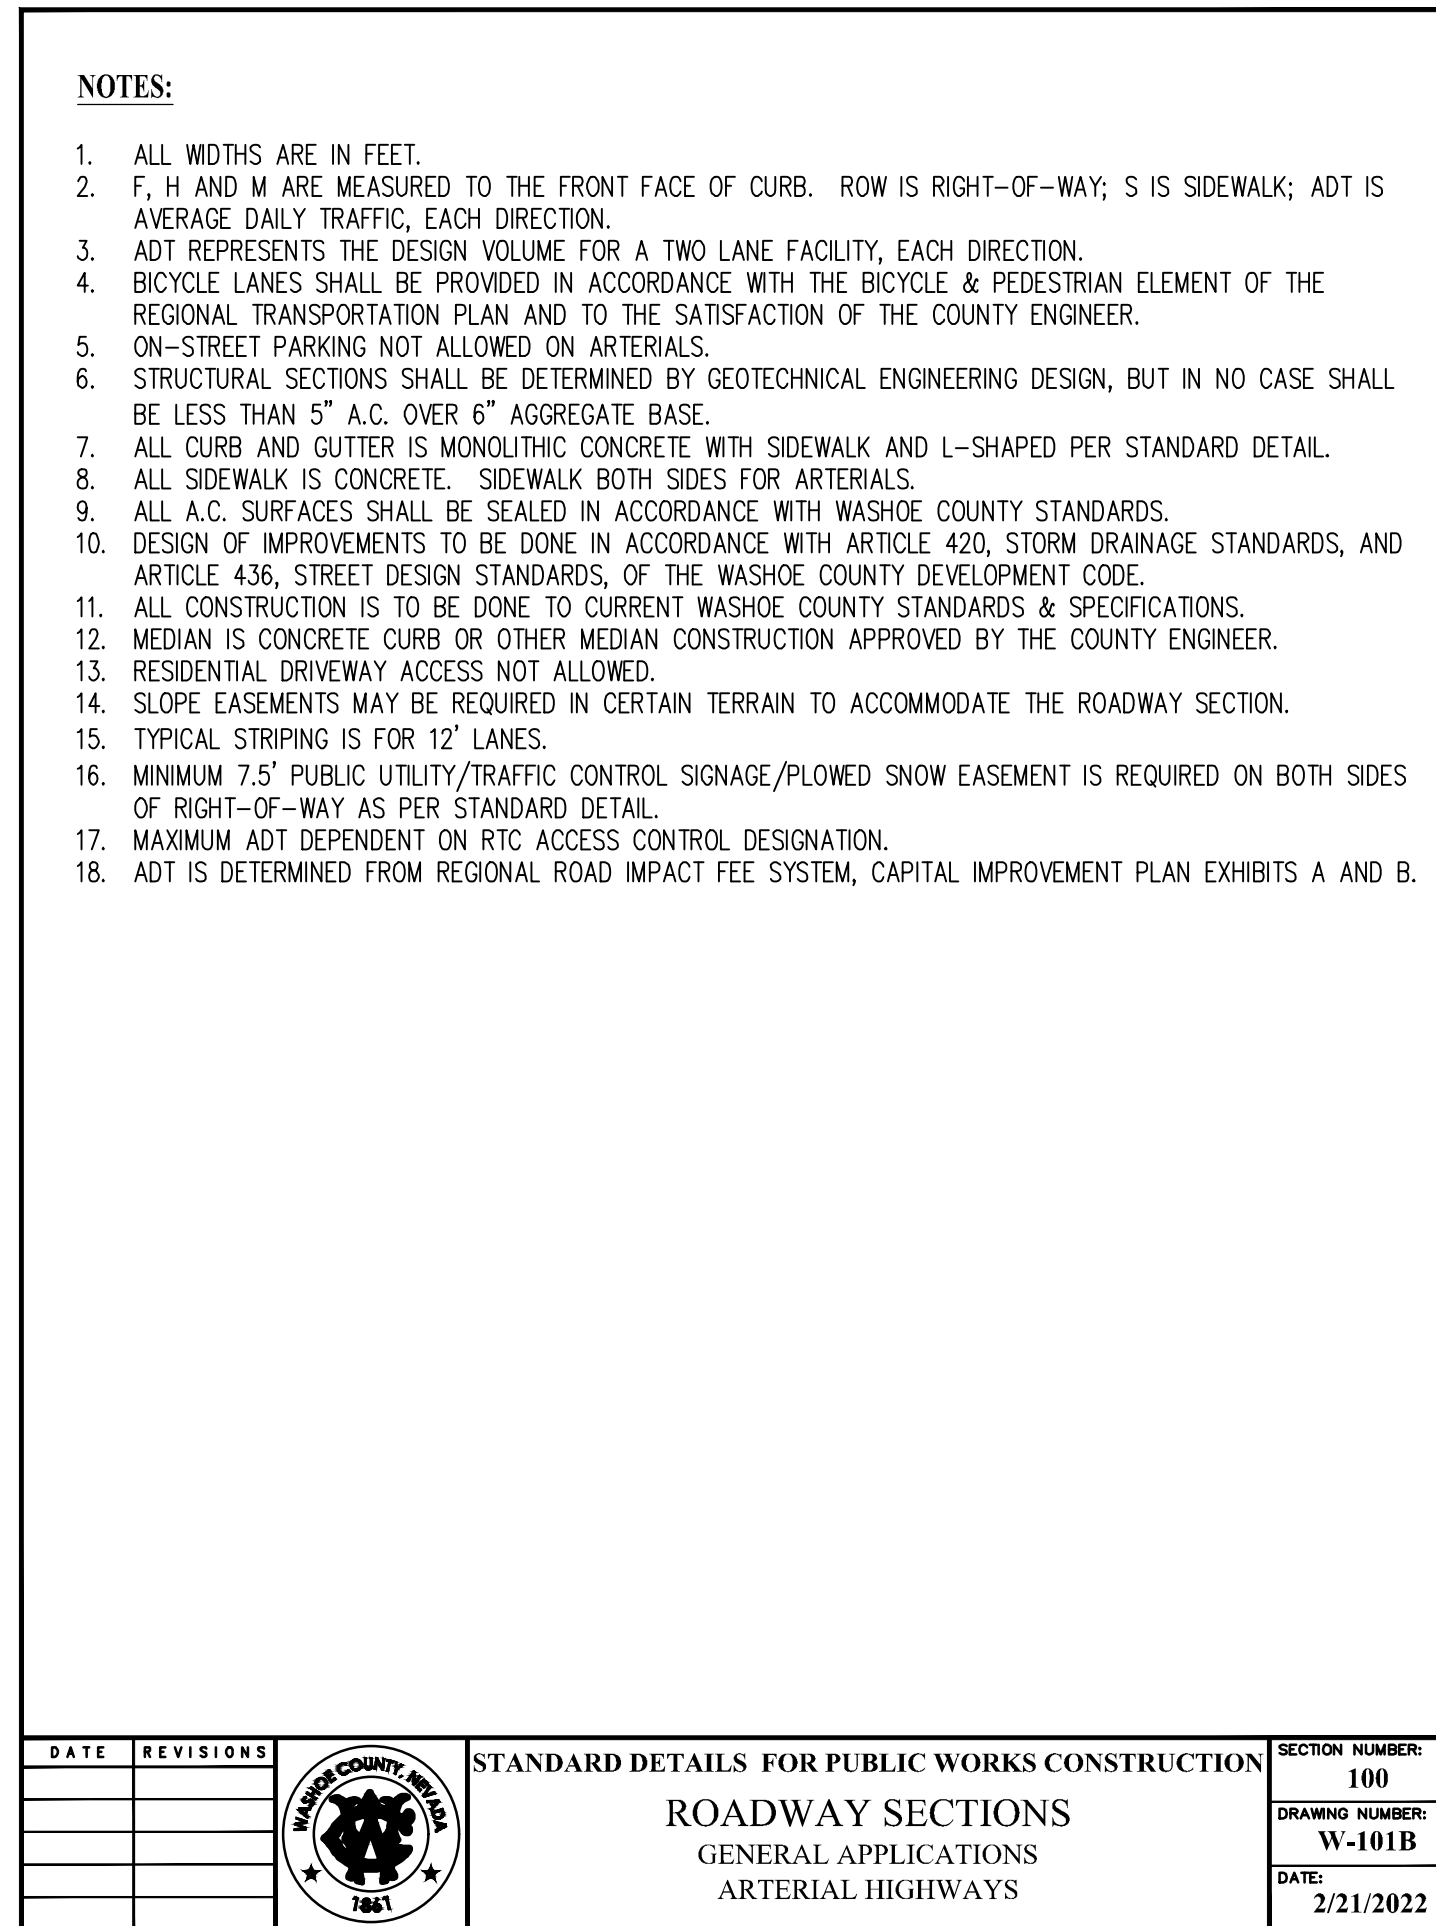 NOTES:
1. ALL WIDTHS ARE IN FEET.
2. F, H AND M ARE MEASURED TO THE FRONT FACE OF CURB. ROW IS RIGHT-OF-WAY; S IS SIDEWALK; ADT IS
AVERAGE DAILY TRAFFIC, EACH DIRECTION.
3. ADT REPRESENTS THE DESIGN VOLUME FOR A TWO LANE FACILITY, EACH DIRECTION.
4. BICYCLE LANES SHALL BE PROVIDED IN ACCORDANCE WITH THE BICYCLE & PEDESTRIAN ELEMENT OF THE
REGIONAL TRANSPORTATION PLAN AND TO THE SATISFACTION OF THE COUNTY ENGINEER.
5. ON-STREET PARKING NOT ALLOWED ON ARTERIALS.
6. STRUCTURAL SECTIONS SHALL BE DETERMINED BY GEOTECHNICAL ENGINEERING DESIGN, BUT IN NO CASE SHALL
BE LESS THAN 5” A.C. OVER 6” AGGREGATE BASE.
7. ALL CURB AND GUTTER IS MONOLITHIC CONCRETE WITH SIDEWALK AND L-SHAPED PER STANDARD DETAIL.
8. ALL SIDEWALK IS CONCRETE. SIDEWALK BOTH SIDES FOR ARTERIALS.
9. ALL A.C. SURFACES SHALL BE SEALED IN ACCORDANCE WITH WASHOE COUNTY STANDARDS.
10. DESIGN OF IMPROVEMENTS TO BE DONE IN ACCORDANCE WITH ARTICLE 420, STORM DRAINAGE STANDARDS, AND
ARTICLE 436, STREET DESIGN STANDARDS, OF THE WASHOE COUNTY DEVELOPMENT CODE.
11. ALL CONSTRUCTION IS TO BE DONE TO CURRENT WASHOE COUNTY STANDARDS & SPECIFICATIONS.
12. MEDIAN IS CONCRETE CURB OR OTHER MEDIAN CONSTRUCTION APPROVED BY THE COUNTY ENGINEER.
13. RESIDENTIAL DRIVEWAY ACCESS NOT ALLOWED.
14. SLOPE EASEMENTS MAY BE REQUIRED IN CERTAIN TERRAIN TO ACCOMMODATE THE ROADWAY SECTION.
15. TYPICAL STRIPING IS FOR 12’ LANES.
16. MINIMUM 7.5’ PUBLIC UTILITY/TRAFFIC CONTROL SIGNAGE/PLOWED SNOW EASEMENT IS REQUIRED ON BOTH SIDES
OF RIGHT-OF-WAY AS PER STANDARD DETAIL.
17. MAXIMUM ADT DEPENDENT ON RTC ACCESS CONTROL DESIGNATION.
18. ADT IS DETERMINED FROM REGIONAL ROAD IMPACT FEE SYSTEM, CAPITAL IMPROVEMENT PLAN EXHIBITS A AND B.
DATE REVISIONS
WASHOE COUNTY, NEVADA
1861
STANDARD DETAILS FOR PUBLIC WORKS CONSTRUCTION
ROADWAY SECTIONS
GENERAL APPLICATIONS
ARTERIAL HIGHWAYS
SECTION NUMBER:
100
DRAWING NUMBER:
W-101B
DATE:
2/21/2022